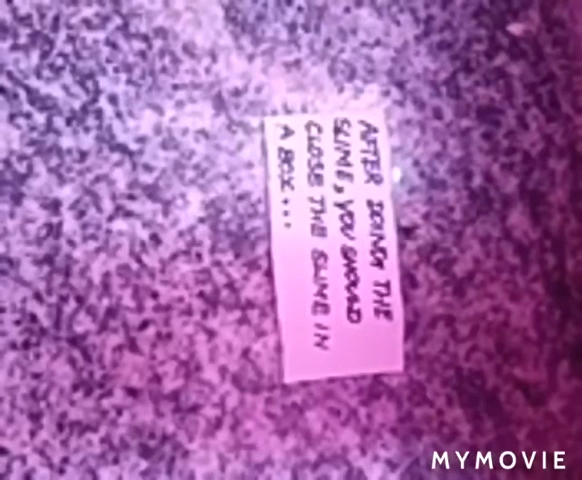 AFTER DOING THE
SLIME, YOU SHOULD
CLOSE THE SLIME IN
A BOX...
MYMOVIE